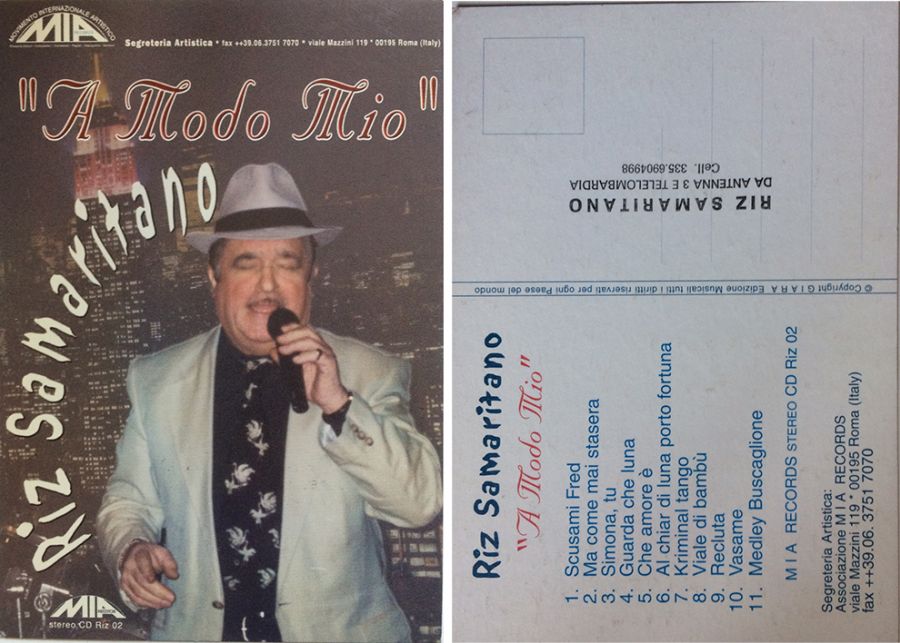 MOVIMENTO INTERNAZIONALE ARTISTICO
MIA
Segreteria Artistica * fax ++39.06.3751 7070 * viale Mazzini 119 * 00195 Roma (Italy)
"A Modo Mio"
Riz Samaritano
MIA
stereo CD Riz 02
RIZ SAMARITANO
DA ANTENNA 3 E TELELOMBARDIA
Cell. 335.6904998
© Copyright G I A R A Edizione Musicali tutti i diritti riservati per ogni Paese del mondo
Riz Samaritano
"A Modo Mio"
1. Scusami Fred
2. Ma come mai stasera
3. Simona, tu
4. Guarda che luna
5. Che amore è
6. Al chiar di luna porto fortuna
7. Kriminal tango
8. Viale di bambù
9. Recluta
10. Vasame
11. Medley Buscaglione
M I A RECORDS STEREO CD Riz 02
Segreteria Artistica:
Associazione M I A RECORDS
viale Mazzini 119 * 00195 Roma (Italy)
fax ++39.06. 3751 7070